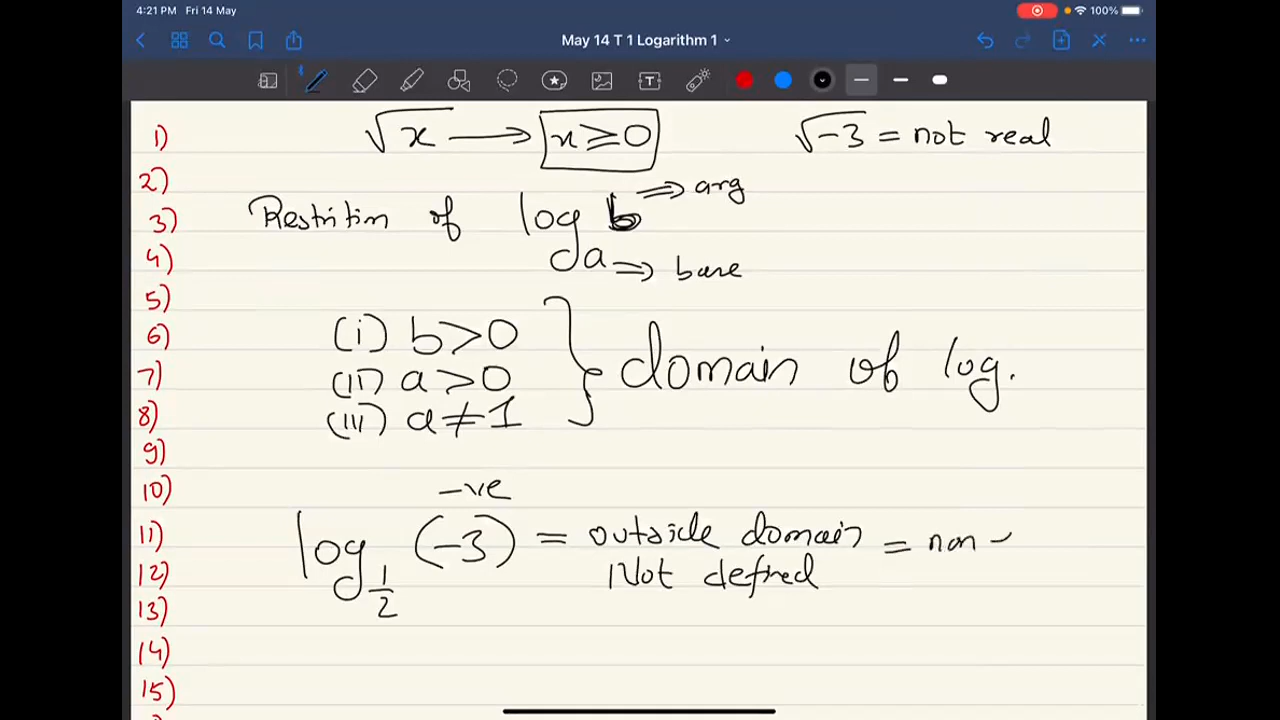 4:21 PM Fri 14 May
100%
May 14 T 1 Logarithm 1
1) √x → x ≥ 0 √-3 = not real
2) ⇒ arg
3) Restrition of log b
4) a ⇒ base
5)
6) (i) b > 0
7) (ii) a > 0 } domain of log.
8) (iii) a ≠ 1
9)
10) -ve
11) log 1/2 (-3) = outside domain = non -
12) Not defined
13)
14)
15)